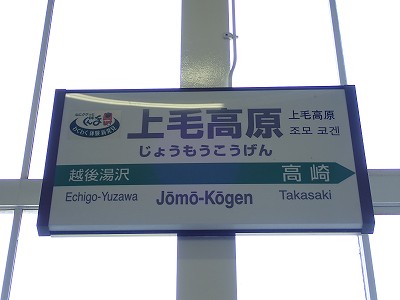 上毛高原
じょうもうこうげん
上毛高原
조모 코겐
越後湯沢
高崎
Echigo-Yuzawa
Jōmō-Kōgen
Takasaki